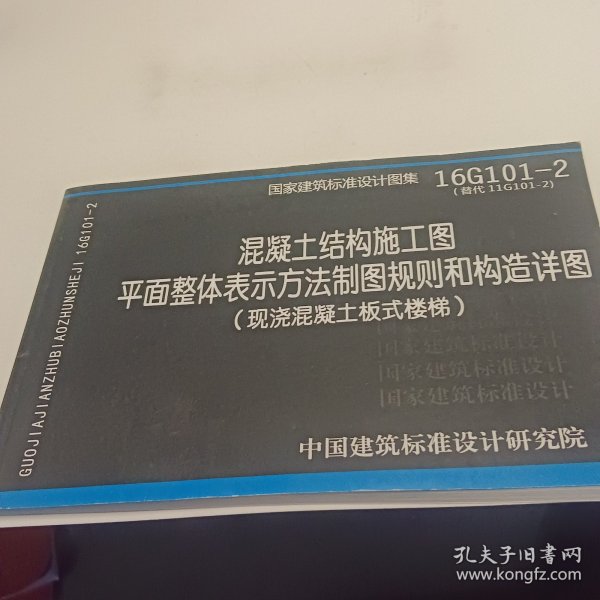 国家建筑标准设计图集 16G101-2
(替代 11G101-2)
混凝土结构施工图
平面整体表示方法制图规则和构造详图
(现浇混凝土板式楼梯)
国家建筑标准设计
国家建筑标准设计
国家建筑标准设计
中国建筑标准设计研究院
GUOJIAJIANZHUBIAOZHUNSHEJI 16G101-2
孔夫子旧书网
www.kongfz.com